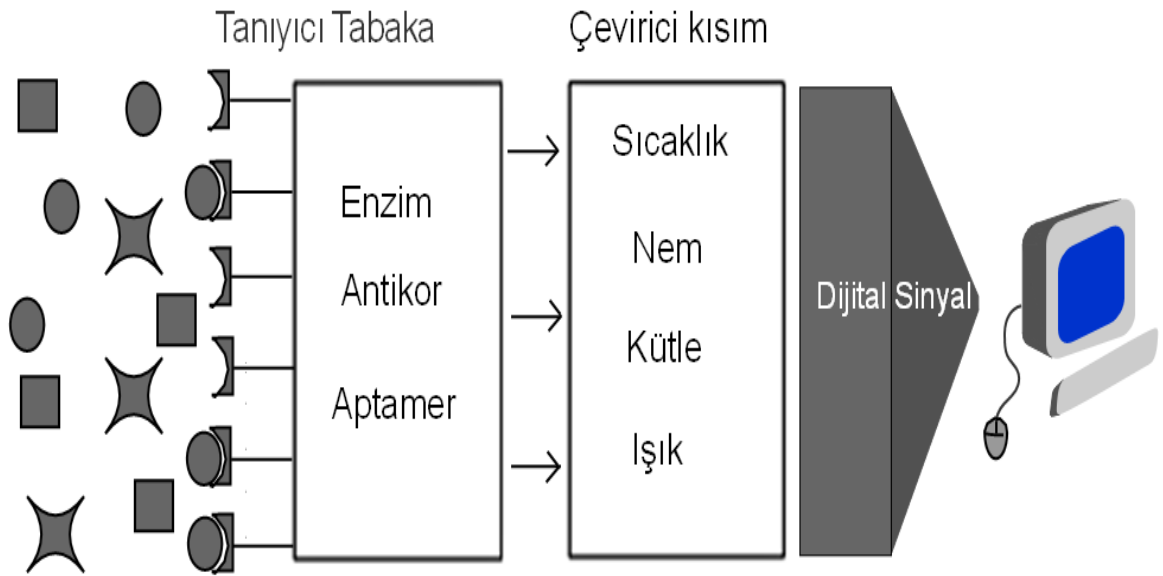 Tanıyıcı Tabaka
Çevirici kısım
Enzim
Antikor
Aptamer
Sıcaklık
Nem
Kütle
Işık
Dijital Sinyal